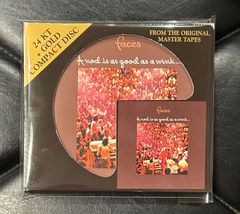 24 KT
+ GOLD
COMPACT DISC
FROM THE ORIGINAL
MASTER TAPES
faces
A nod is as good as a wink...
faces
A nod is as good as a wink...